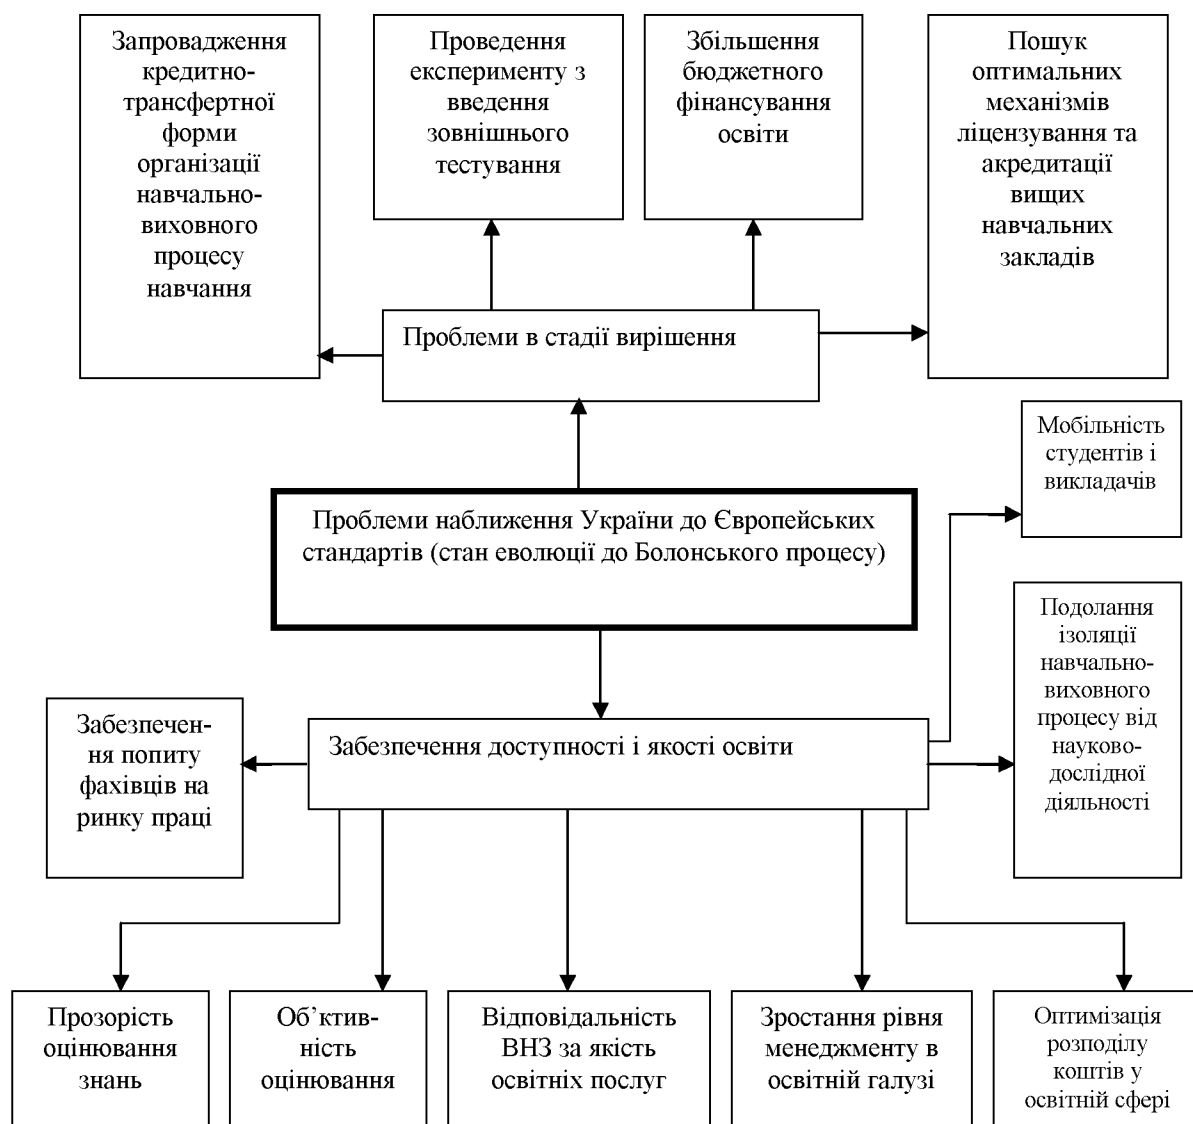 Запровадження
кредитно-
трансфертної
форми
організації
навчально-
виховного
процесу
навчання
Проведення
експерименту з
введення
зовнішнього
тестування
Збільшення
бюджетного
фінансування
освіти
Пошук
оптимальних
механізмів
ліцензування та
акредитації
вищих
навчальних
закладів
Проблеми в стадії вирішення
Мобільність
студентів і
викладачів
Проблеми наближення України до Європейських
стандартів (стан еволюції до Болонського процесу)
Подолання
ізоляції
навчально-
виховного
процесу від
науково-
дослідної
діяльності
Забезпечен-
ня попиту
фахівців на
ринку праці
Забезпечення доступності і якості освіти
Прозорість
оцінювання
знань
Об’ктив-
ність
оцінювання
Відповідальність
ВНЗ за якість
освітніх послуг
Зростання рівня
менеджменту в
освітній галузі
Оптимізація
розподілу
коштів у
освітній сфері